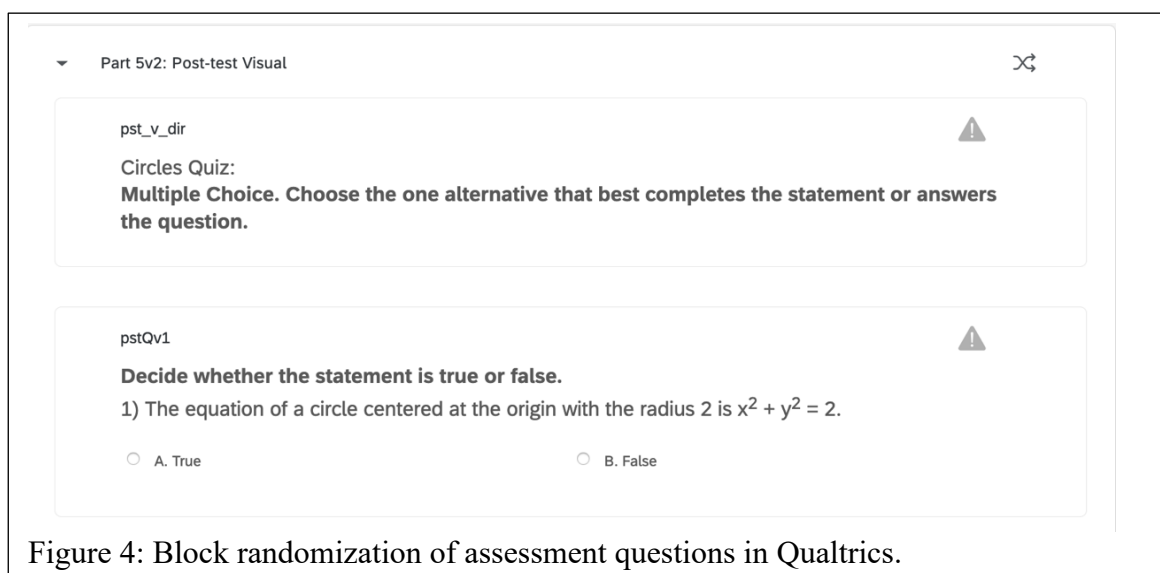 Part 5v2: Post-test Visual
pst_v_dir
Circles Quiz:
Multiple Choice. Choose the one alternative that best completes the statement or answers
the question.
pstQv1
Decide whether the statement is true or false.
1) The equation of a circle centered at the origin with the radius 2 is x² + y² = 2.
A. True
B. False
Figure 4: Block randomization of assessment questions in Qualtrics.